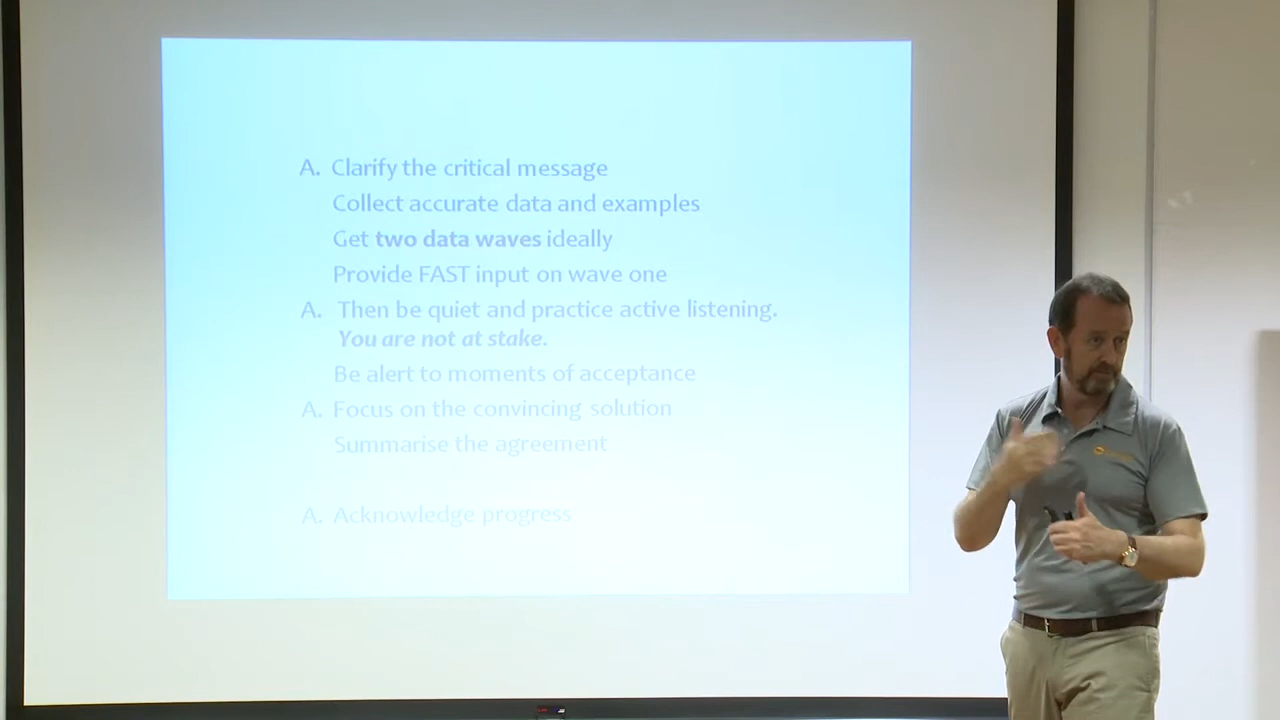 A. Clarify the critical message
Collect accurate data and examples
Get two data waves ideally
Provide FAST input on wave one
A. Then be quiet and practice active listening.
You are not at stake.
Be alert to moments of acceptance
A. Focus on the convincing solution
Summarise the agreement
A. Acknowledge progress